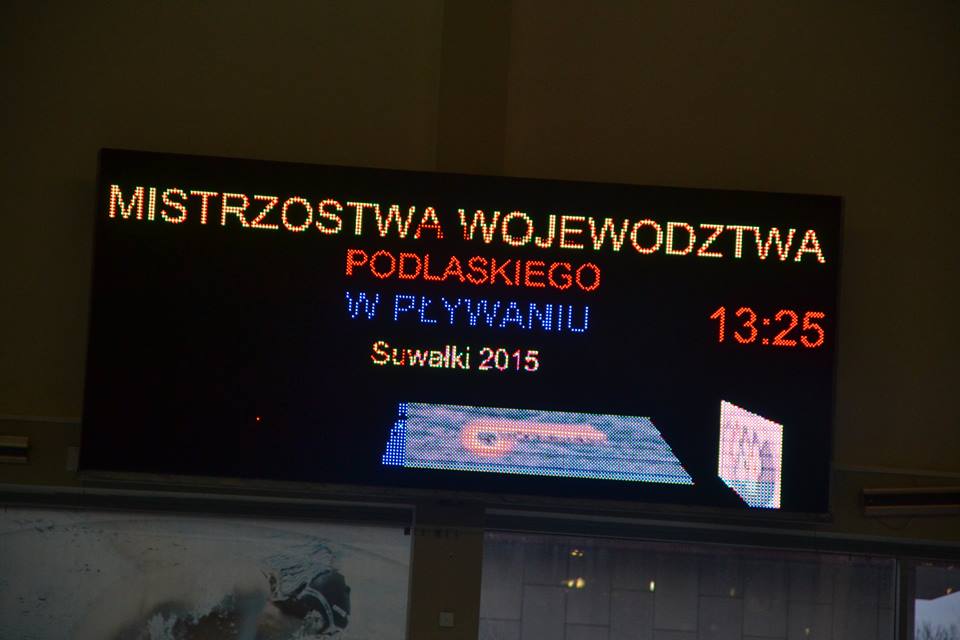 MISTRZOSTWA WOJEWODZTWA
PODLASKIEGO
W PŁYWANIU
13:25
Suwałki 2015